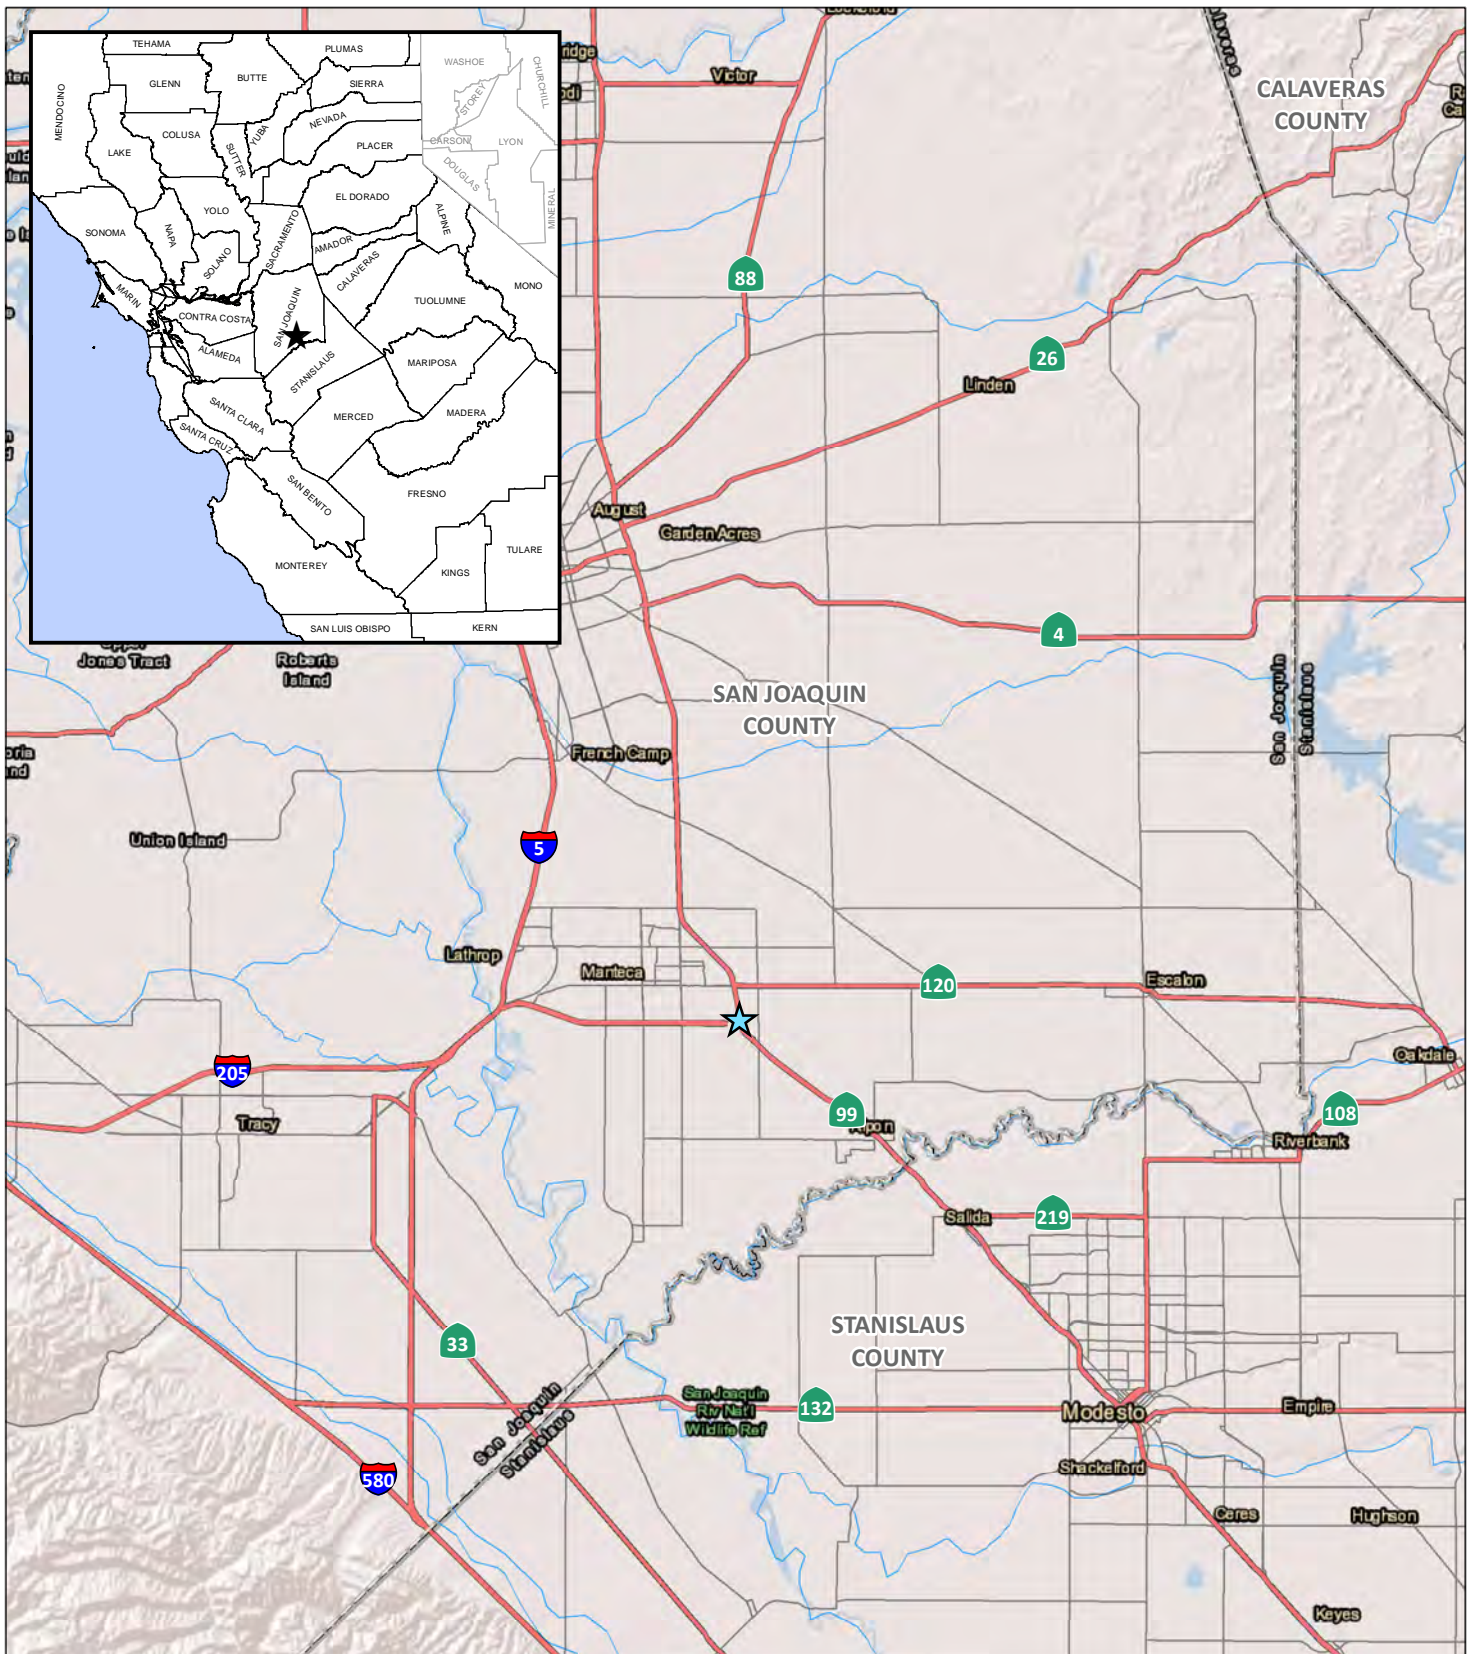 TEHAMA
PLUMAS
GLENN
BUTTE
SIERRA
WASHOE
CHURCHILL
STOREY
MENDOCINO
COLUSA
YUBA
NEVADA
LAKE
SUTTER
PLACER
CARSON
LYON
DOUGLAS
MINERAL
YOLO
EL DORADO
ALPINE
SONOMA
NAPA
SACRAMENTO
SOLANO
AMADOR
CALAVERAS
MARIN
MONO
TUOLUMNE
CONTRA COSTA
SAN JOAQUIN
ALAMEDA
STANISLAUS
MARIPOSA
SANTA CLARA
MERCED
MADERA
SANTA CRUZ
SAN BENITO
FRESNO
MONTEREY
KINGS
TULARE
SAN LUIS OBISPO
KERN
Victor
CALAVERAS
COUNTY
88
26
Linden
August
Garden Acres
4
Jones Tract
Roberts
Island
SAN JOAQUIN
COUNTY
San Joaquin
Stanislaus
French Camp
Union Island
5
Lathrop
Manteca
120
Escalon
205
Tracy
99
Oakdale
108
Riverbank
Salida
219
33
STANISLAUS
COUNTY
San Joaquin
Riv Nat'l
Wildlife Ref
132
Modesto
Empire
San Joaquin
Stanislaus
580
Shackelford
Ceres
Hughson
Keyes